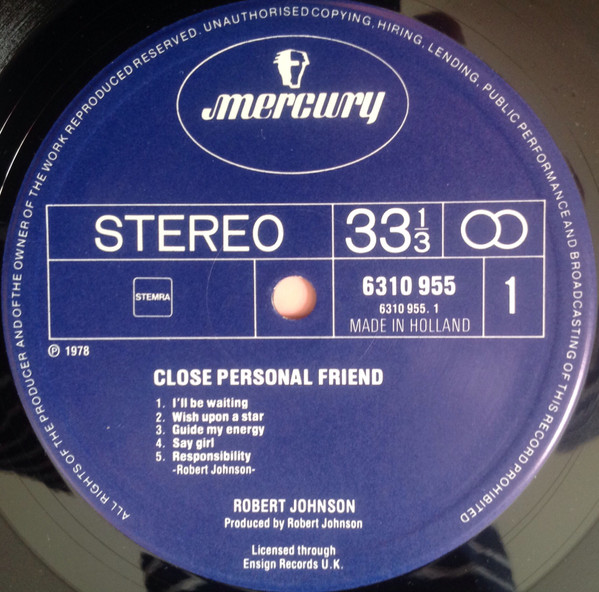 ALL RIGHTS OF THE PRODUCER AND OF THE OWNER OF THE WORK REPRODUCED RESERVED. UNAUTHORISED COPYING, HIRING, LENDING, PUBLIC PERFORMANCE AND BROADCASTING OF THIS RECORD PROHIBITED
mercury
STEREO 33 1/3
STEMRA
6310 955
6310 955. 1
MADE IN HOLLAND
1
℗ 1978
CLOSE PERSONAL FRIEND
1. I'll be waiting
2. Wish upon a star
3. Guide my energy
4. Say girl
5. Responsibility
-Robert Johnson-
ROBERT JOHNSON
Produced by Robert Johnson
Licensed through
Ensign Records U.K.